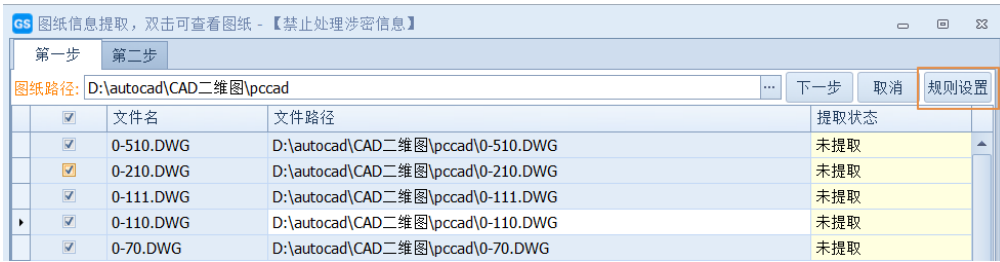 GS 图纸信息提取，双击可查看图纸 - 【禁止处理涉密信息】
第一步 第二步
图纸路径: D:\autocad\CAD二维图\pccad ... 下一步 取消 规则设置
文件名 文件路径 提取状态
0-510.DWG D:\autocad\CAD二维图\pccad\0-510.DWG 未提取
0-210.DWG D:\autocad\CAD二维图\pccad\0-210.DWG 未提取
0-111.DWG D:\autocad\CAD二维图\pccad\0-111.DWG 未提取
0-110.DWG D:\autocad\CAD二维图\pccad\0-110.DWG 未提取
0-70.DWG D:\autocad\CAD二维图\pccad\0-70.DWG 未提取